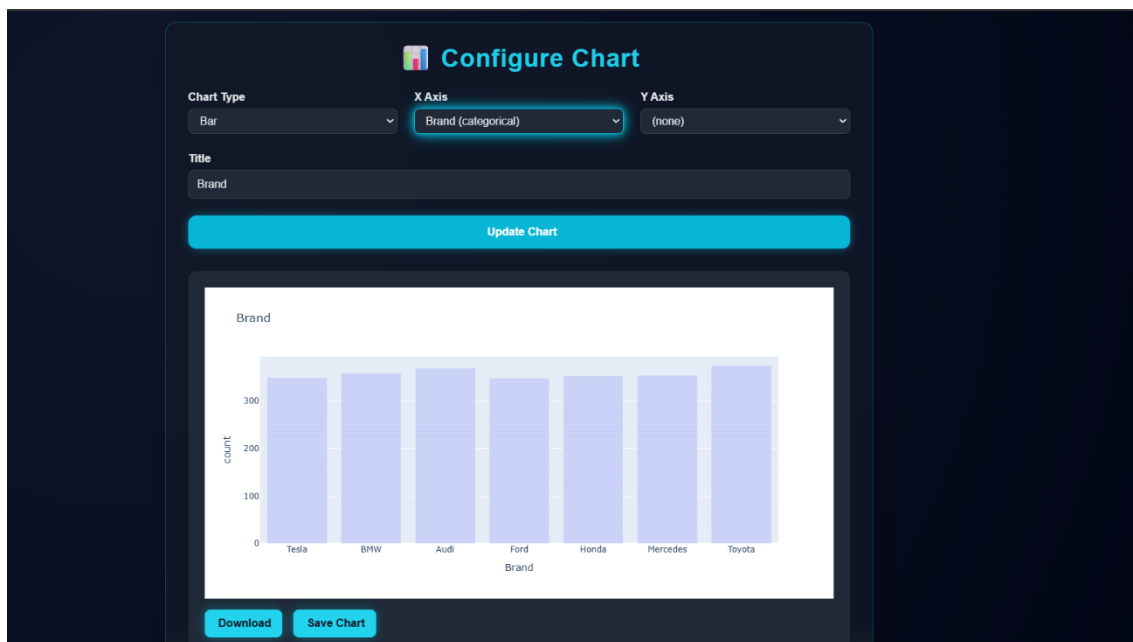 Configure Chart
Chart Type
X Axis
Y Axis
Bar
Brand (categorical)
(none)
Title
Brand
Update Chart
Brand
300
200
100
0
count
Tesla
BMW
Audi
Ford
Honda
Mercedes
Toyota
Brand
Download
Save Chart